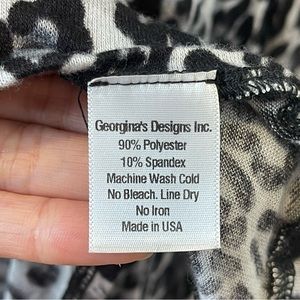 Georgina's Designs Inc.
90% Polyester
10% Spandex
Machine Wash Cold
No Bleach. Line Dry
No Iron
Made in USA